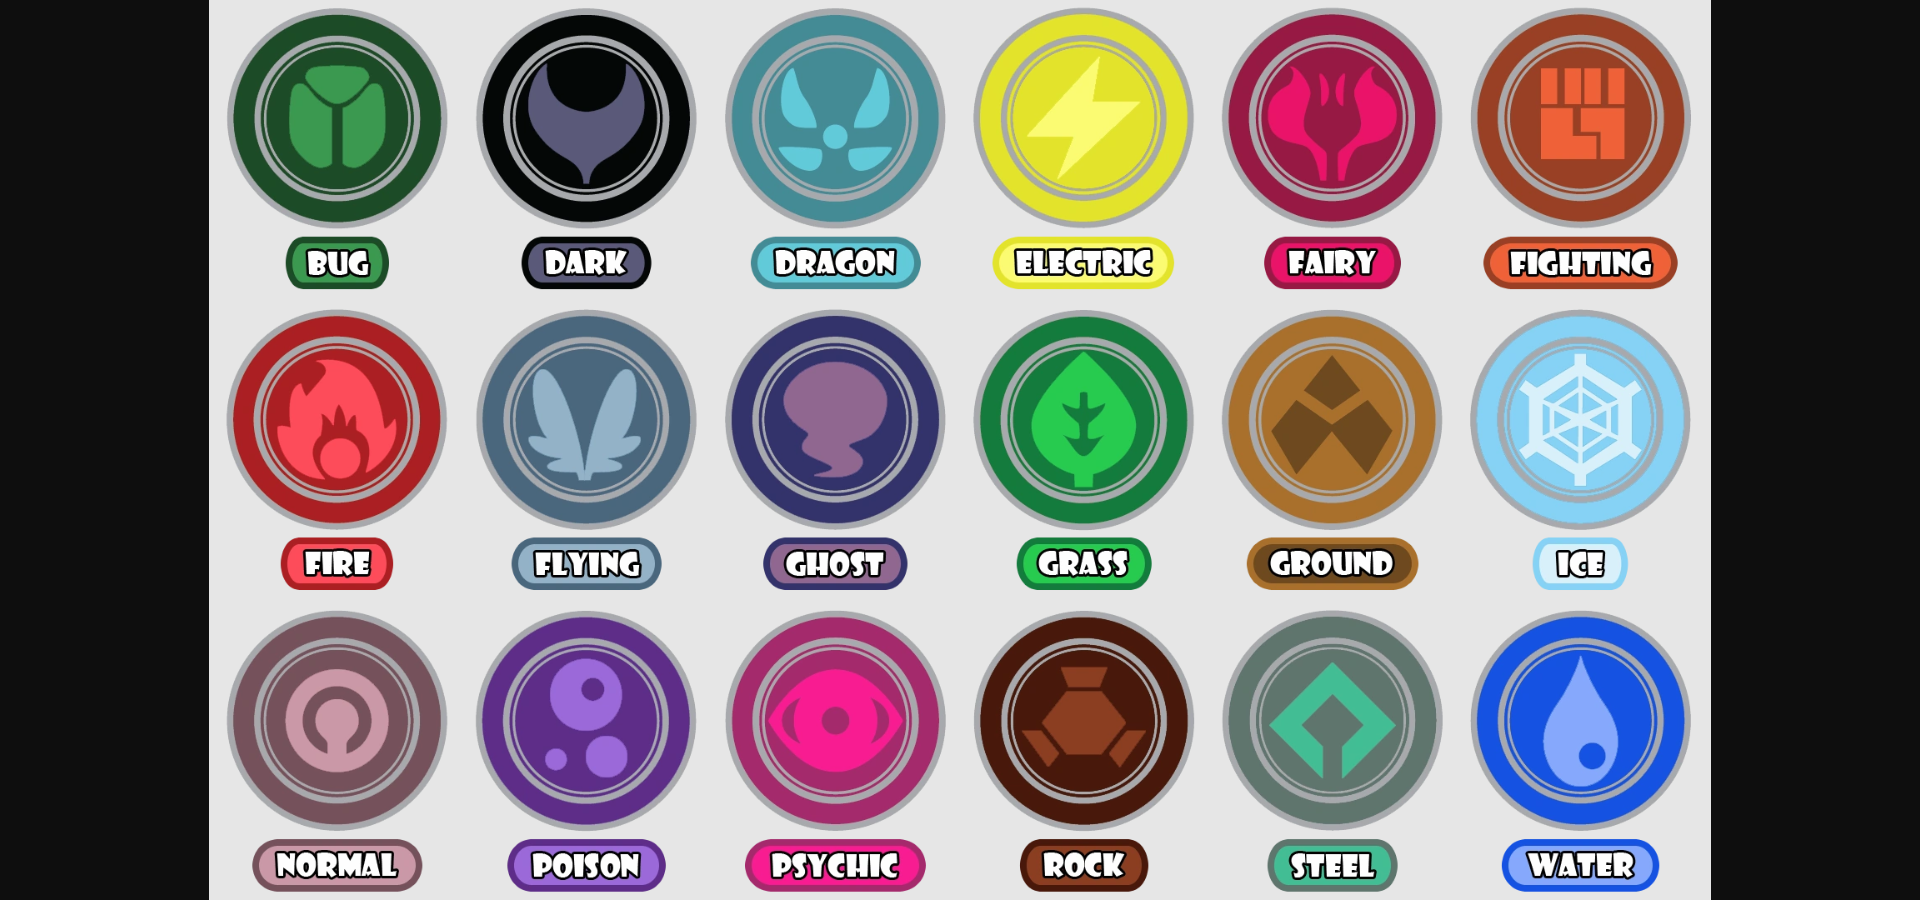 BUG
DARK
DRAGON
ELECTRIC
FAIRY
FIGHTING
FIRE
FLYING
GHOST
GRASS
GROUND
ICE
NORMAL
POISON
PSYCHIC
ROCK
STEEL
WATER